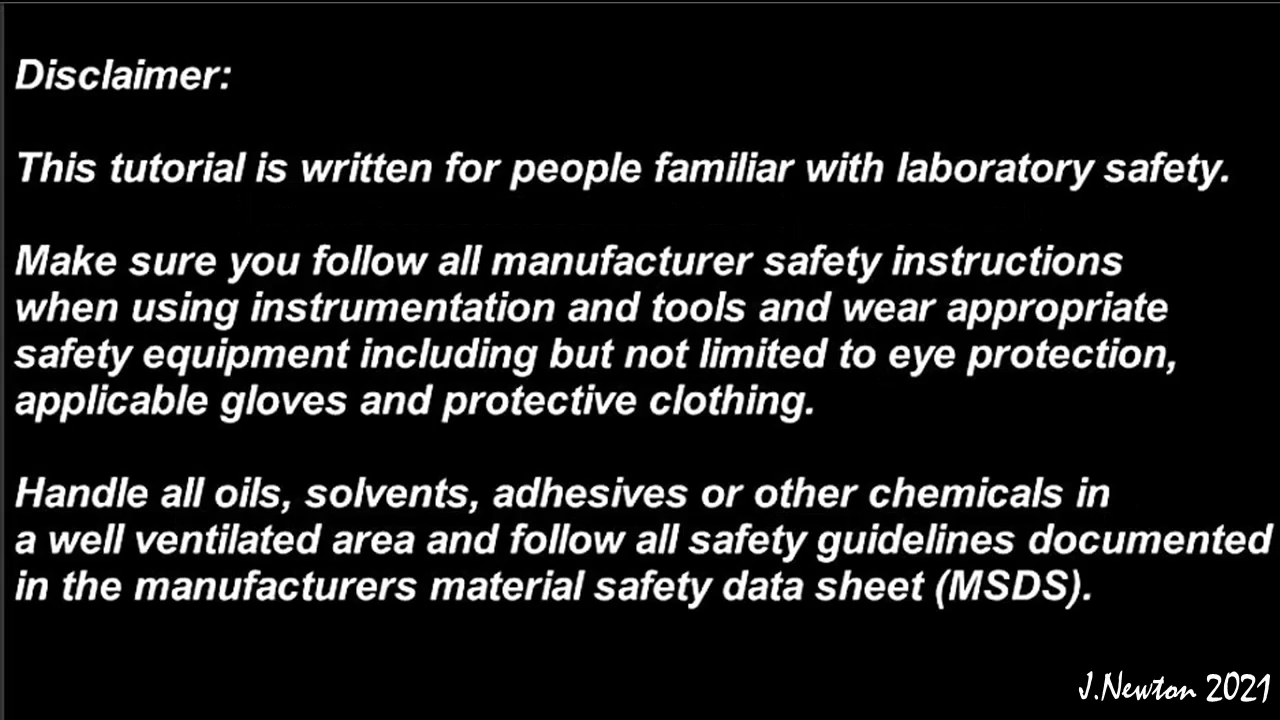 Disclaimer:
This tutorial is written for people familiar with laboratory safety.
Make sure you follow all manufacturer safety instructions
when using instrumentation and tools and wear appropriate
safety equipment including but not limited to eye protection,
applicable gloves and protective clothing.
Handle all oils, solvents, adhesives or other chemicals in
a well ventilated area and follow all safety guidelines documented
in the manufacturers material safety data sheet (MSDS).
J.Newton 2021